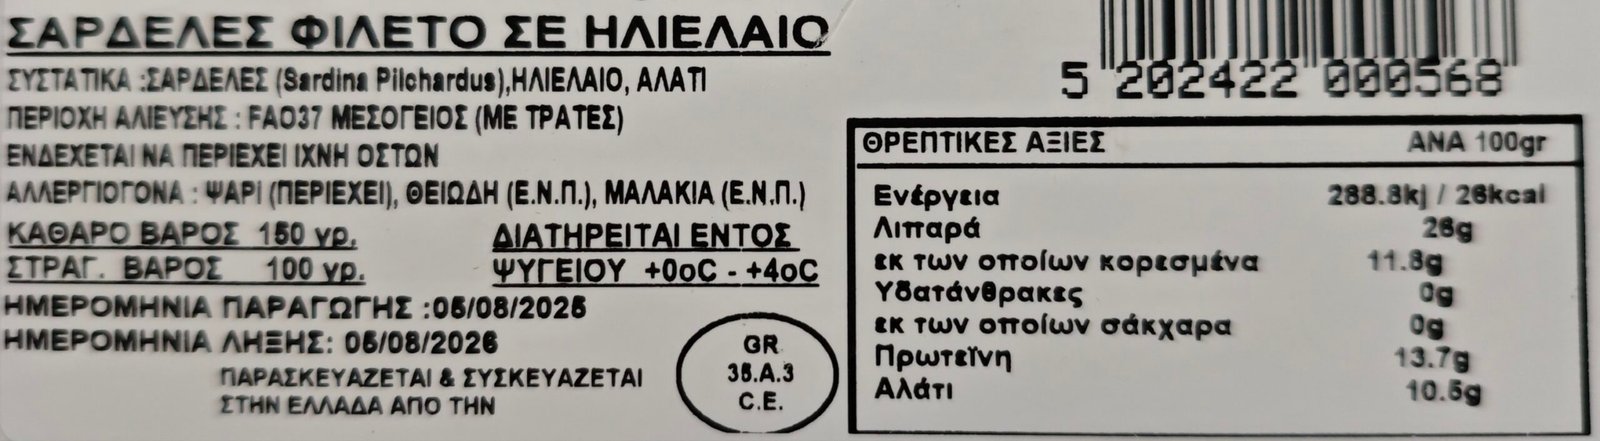 ΣΑΡΔΕΛΕΣ ΦΙΛΕΤΟ ΣΕ ΗΛΙΕΛΑΙΟ
ΣΥΣΤΑΤΙΚΑ :ΣΑΡΔΕΛΕΣ (Sardina Pilchardus),ΗΛΙΕΛΑΙΟ, ΑΛΑΤΙ
ΠΕΡΙΟΧΗ ΑΛΙΕΥΣΗΣ : FAO37 ΜΕΣΟΓΕΙΟΣ (ΜΕ ΤΡΑΤΕΣ)
ΕΝΔΕΧΕΤΑΙ ΝΑ ΠΕΡΙΕΧΕΙ ΙΧΝΗ ΟΣΤΩΝ
ΑΛΛΕΡΓΙΟΓΟΝΑ : ΨΑΡΙ (ΠΕΡΙΕΧΕΙ), ΘΕΙΩΔΗ (Ε.Ν.Π.), ΜΑΛΑΚΙΑ (Ε.Ν.Π.)
ΚΑΘΑΡΟ ΒΑΡΟΣ 150 γρ.
ΣΤΡΑΓ. ΒΑΡΟΣ 100 γρ.
ΔΙΑΤΗΡΕΙΤΑΙ ΕΝΤΟΣ
ΨΥΓΕΙΟΥ +0oC - +4oC
ΗΜΕΡΟΜΗΝΙΑ ΠΑΡΑΓΩΓΗΣ :05/08/2025
ΗΜΕΡΟΜΗΝΙΑ ΛΗΞΗΣ: 05/08/2026
ΠΑΡΑΣΚΕΥΑΖΕΤΑΙ & ΣΥΣΚΕΥΑΖΕΤΑΙ
ΣΤΗΝ ΕΛΛΑΔΑ ΑΠΟ ΤΗΝ
GR
35.A.3
C.E.
5 202422 000568
ΘΡΕΠΤΙΚΕΣ ΑΞΙΕΣ ΑΝΑ 100gr
Ενέργεια 288.8kj / 26kcal
Λιπαρά 26g
εκ των οποίων κορεσμένα 11.8g
Υδατάνθρακες 0g
εκ των οποίων σάκχαρα 0g
Πρωτεΐνη 13.7g
Αλάτι 10.5g